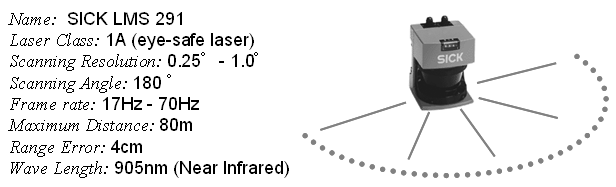 Name: SICK LMS 291
Laser Class: 1A (eye-safe laser)
Scanning Resolution: 0.25° - 1.0°
Scanning Angle: 180 °
Frame rate: 17Hz - 70Hz
Maximum Distance: 80m
Range Error: 4cm
Wave Length: 905nm (Near Infrared)
SICK